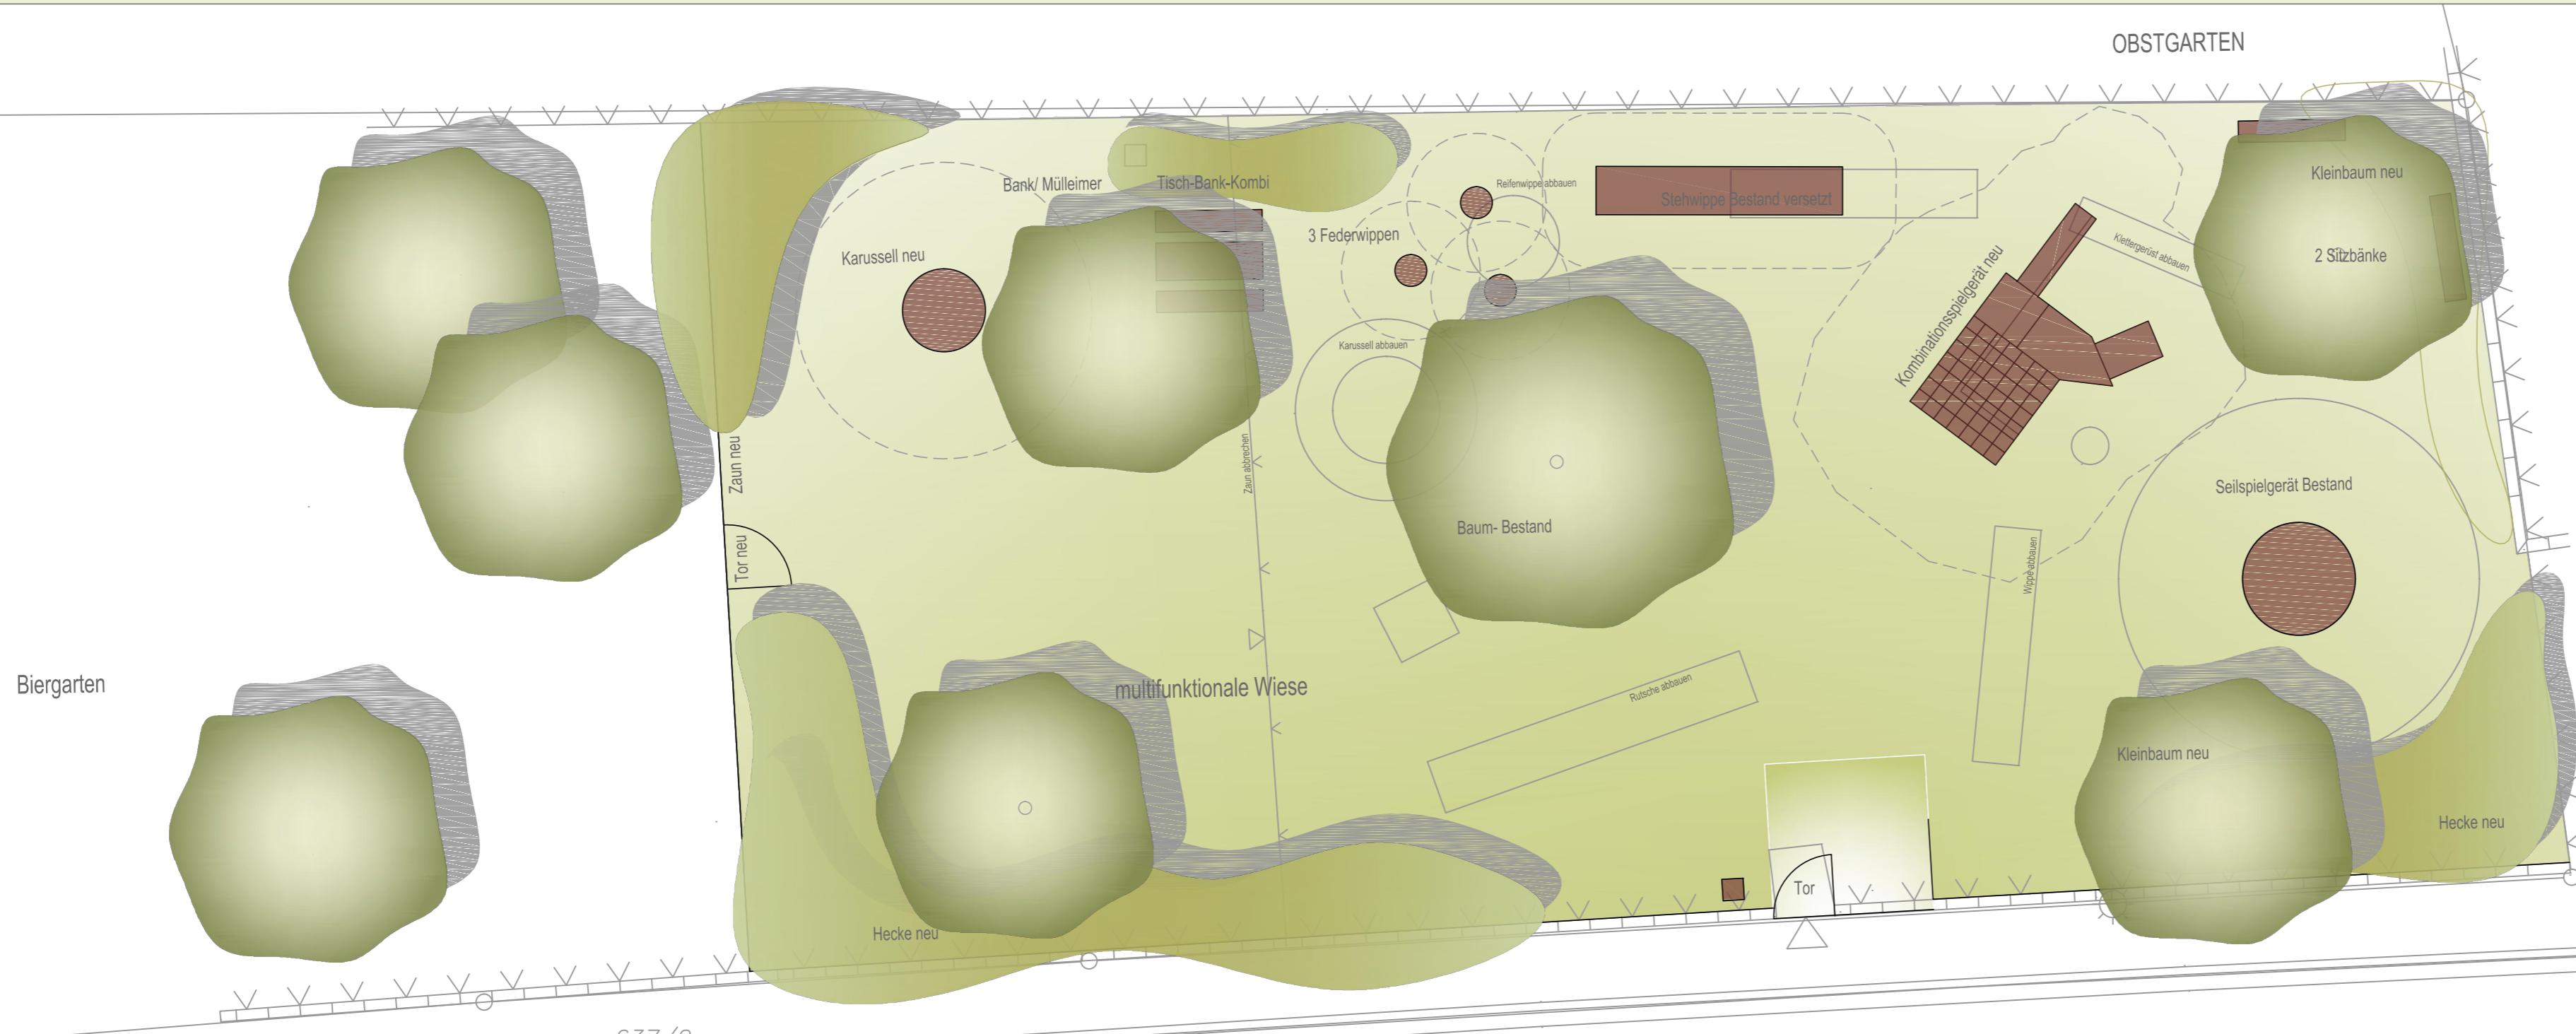 OBSTGARTEN
Kleinbaum neu
Bank/ Mülleimer
Tisch-Bank-Kombi
Reifenwippe abbauen
Stehwippe Bestand versetzt
3 Federwippen
Klettergerüst abbauen
2 Sitzbänke
Karussell neu
Kombinationsspielgerät neu
Karussell abbauen
Zaun neu
Zaun abbrechen
Seilspielgerät Bestand
Baum- Bestand
Tor neu
Wippe abbauen
Biergarten
multifunktionale Wiese
Rutsche abbauen
Kleinbaum neu
Hecke neu
Tor
Hecke neu